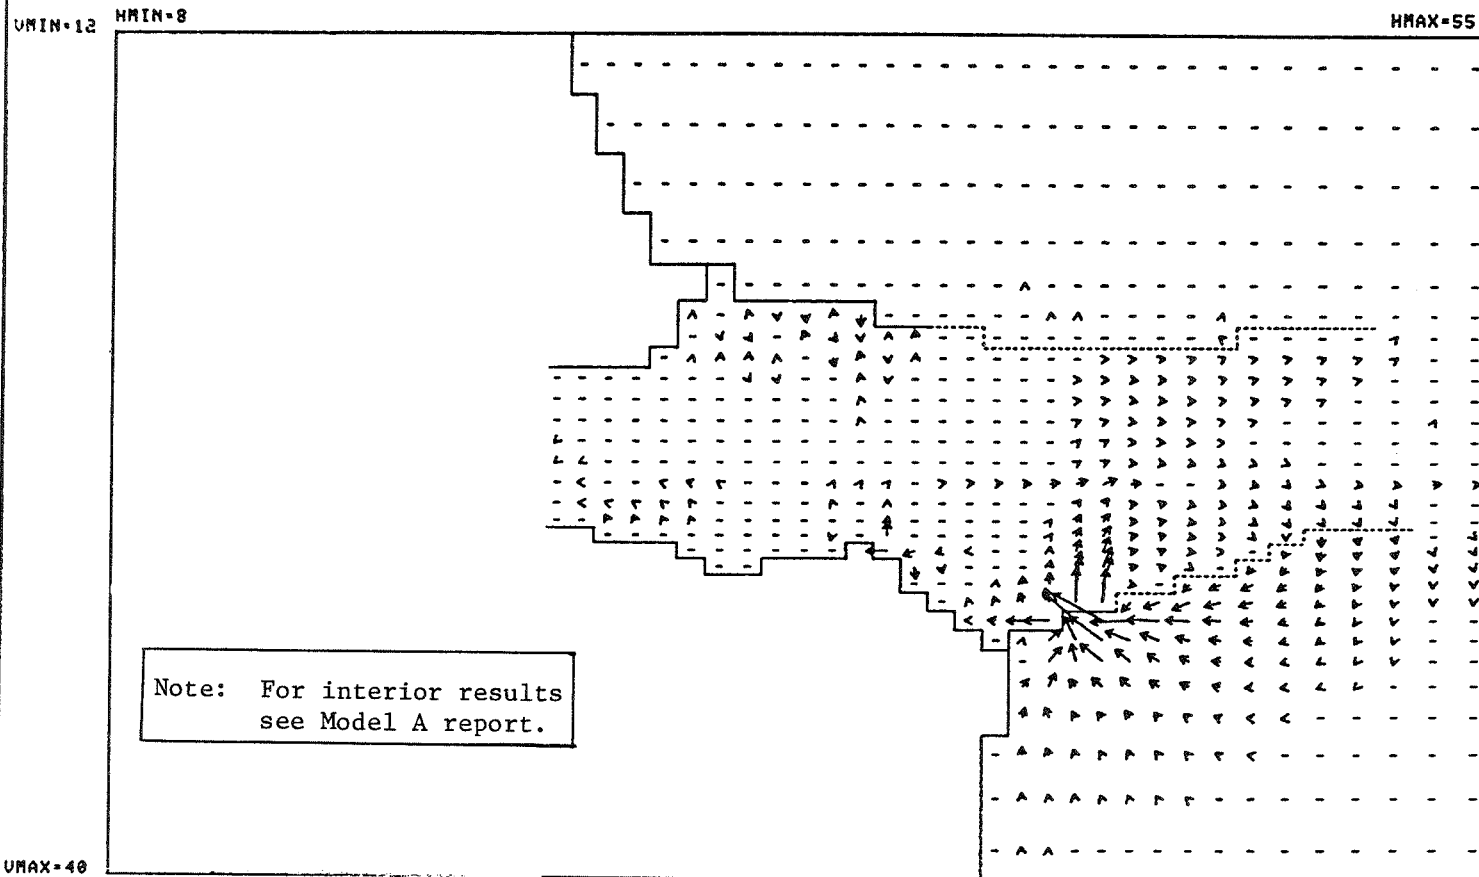 VMIN=12
HMIN=8
HMAX=55
Note: For interior results
see Model A report.
VMAX=40